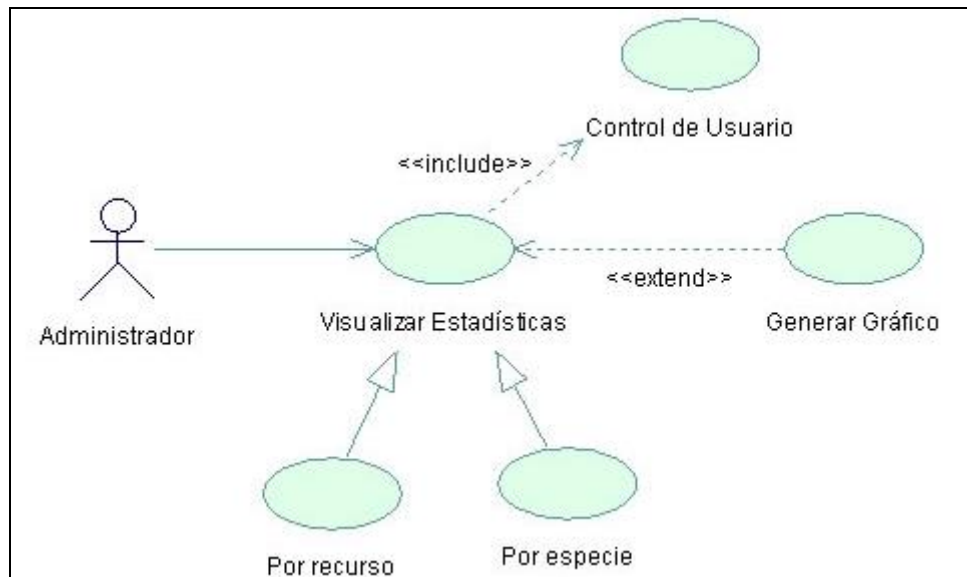 Control de Usuario
<<include>>
<<extend>>
Administrador
Visualizar Estadísticas
Generar Gráfico
Por recurso
Por especie